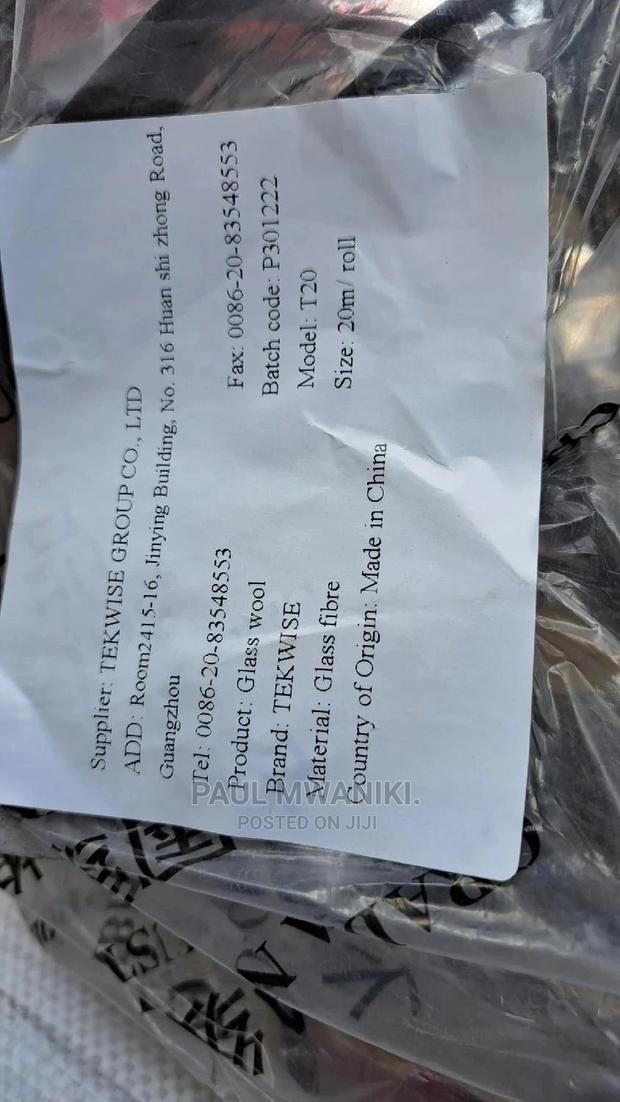 Supplier: TEKWISE GROUP CO., LTD
ADD: Room2415-16, Jinying Building, No. 316 Huan shi zhong Road,
Guangzhou
Tel: 0086-20-83548553 Fax: 0086-20-83548553
Product: Glass wool Batch code: P301222
Brand: TEKWISE Model: T20
Material: Glass fibre Size: 20m/ roll
Country of Origin: Made in China
PAUL MWANIKI.
POSTED ON JIJI